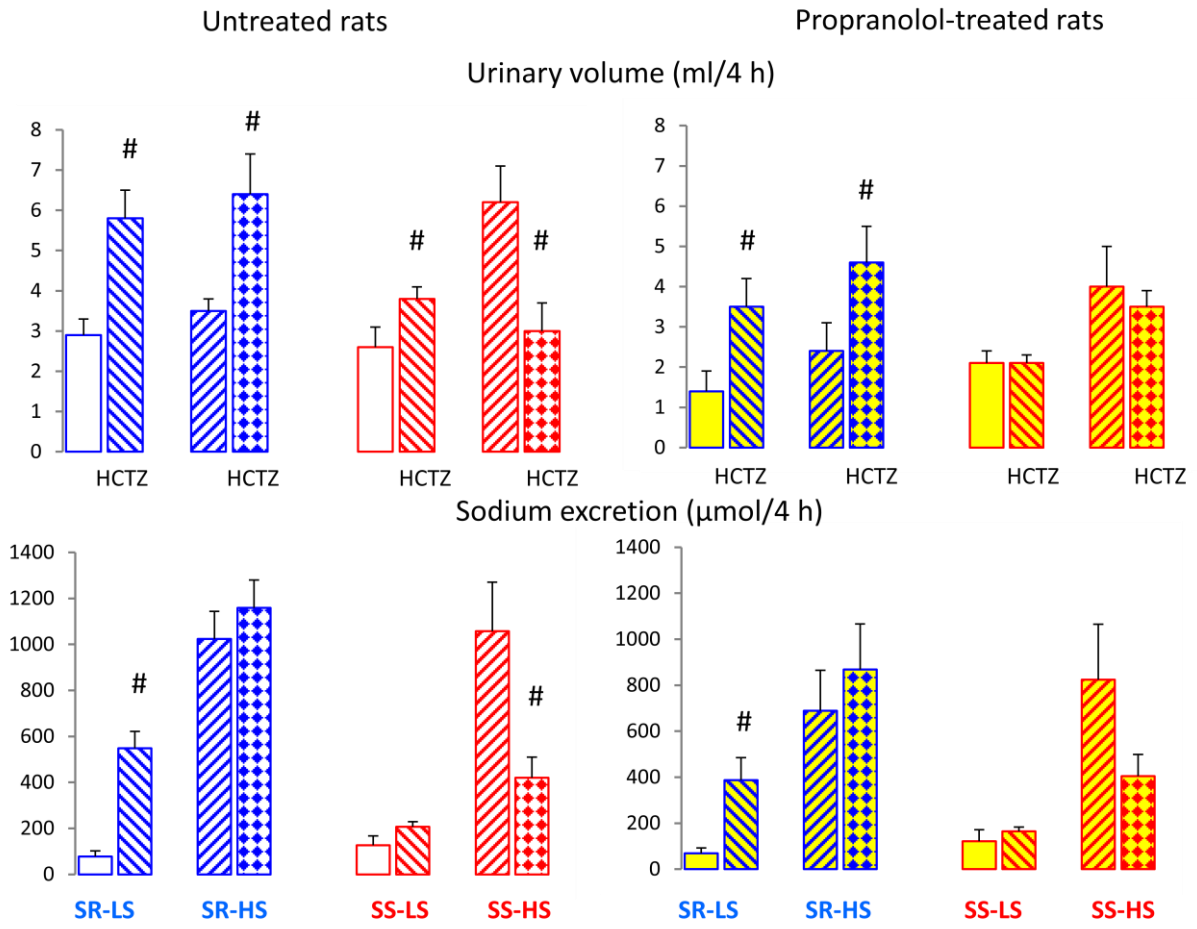 Untreated rats
Propranolol-treated rats
Urinary volume (ml/4 h)
8
7
6
5
4
3
2
1
0
#
#
#
#
HCTZ
HCTZ
HCTZ
HCTZ
8
7
6
5
4
3
2
1
0
#
#
HCTZ
HCTZ
HCTZ
HCTZ
Sodium excretion (µmol/4 h)
1400
1200
1000
800
600
400
200
0
#
#
SR-LS
SR-HS
SS-LS
SS-HS
1400
1200
1000
800
600
400
200
0
#
SR-LS
SR-HS
SS-LS
SS-HS